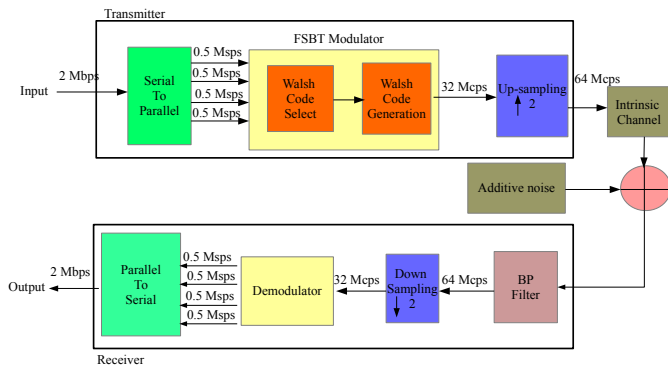 Transmitter
FSBT Modulator
Input
2 Mbps
Serial
To
Parallel
0.5 Msps
0.5 Msps
0.5 Msps
0.5 Msps
Walsh
Code
Select
Walsh
Code
Generation
32 Mcps
Up-sampling
2
64 Mcps
Intrinsic
Channel
Additive noise
Output
2 Mbps
Parallel
To
Serial
0.5 Msps
0.5 Msps
0.5 Msps
0.5 Msps
Demodulator
32 Mcps
Down
Sampling
2
64 Mcps
BP
Filter
Receiver